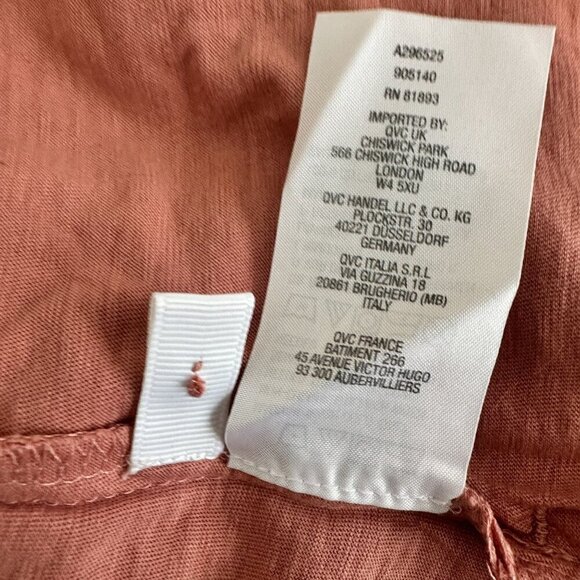 A296525
905140
RN 81893
IMPORTED BY:
QVC UK
CHISWICK PARK
566 CHISWICK HIGH ROAD
LONDON
W4 5XU
QVC HANDEL LLC & CO. KG
PLOCKSTR. 30
40221 DÜSSELDORF
GERMANY
QVC ITALIA S.R.L
VIA GUZZINA 18
20861 BRUGHERIO (MB)
ITALY
QVC FRANCE
BATIMENT 266
45 AVENUE VICTOR HUGO
93 300 AUBERVILLIERS